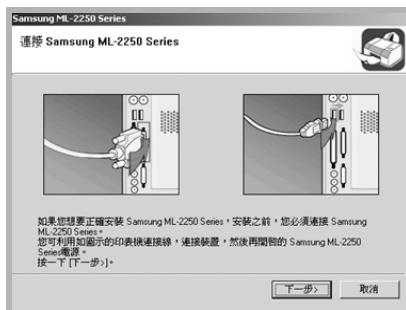 Samsung ML-2250 Series
連接 Samsung ML-2250 Series
如果您想要正確安裝 Samsung ML-2250 Series，安裝之前，您必須連接 Samsung
ML-2250 Series。
您可利用如圖示的印表機連接線，連接裝置，然後再開啟的 Samsung ML-2250
Series電源。
按一下 [下一步>]。
下一步>
取消